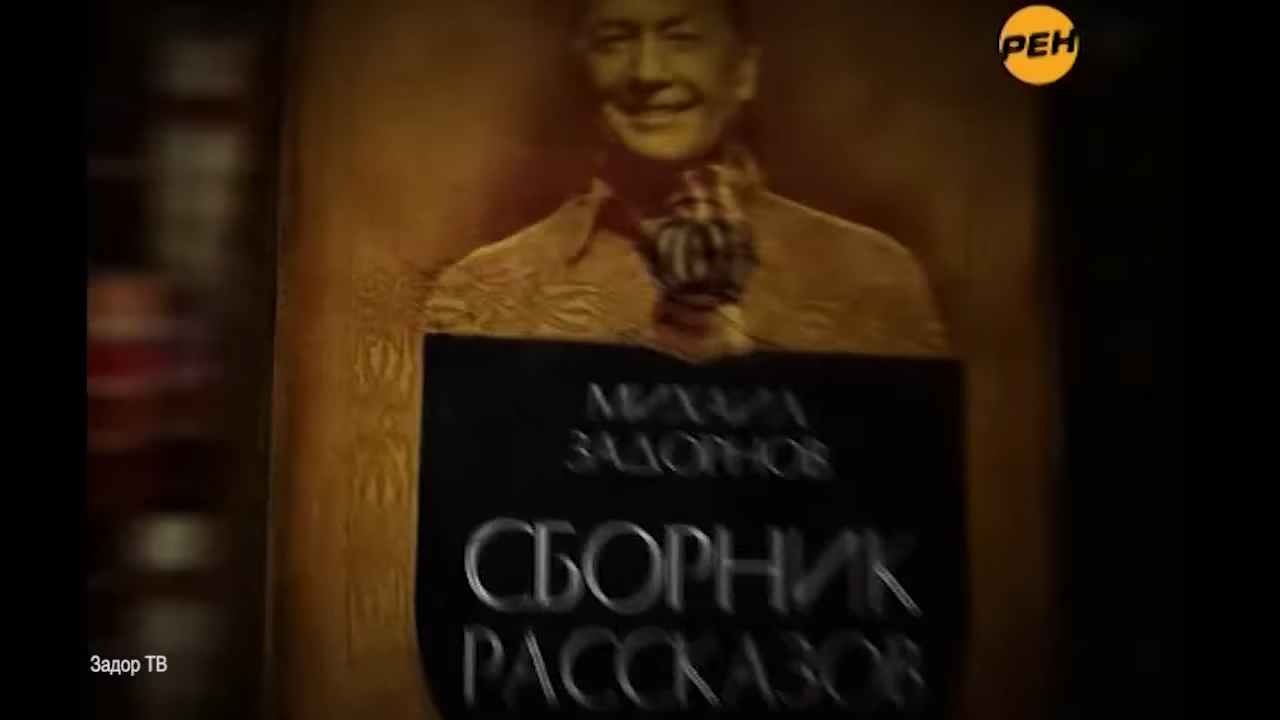 РЕН
МИХАИЛ
ЗАДОРНОВ
СБОРНИК
РАССКАЗОВ
Задор ТВ